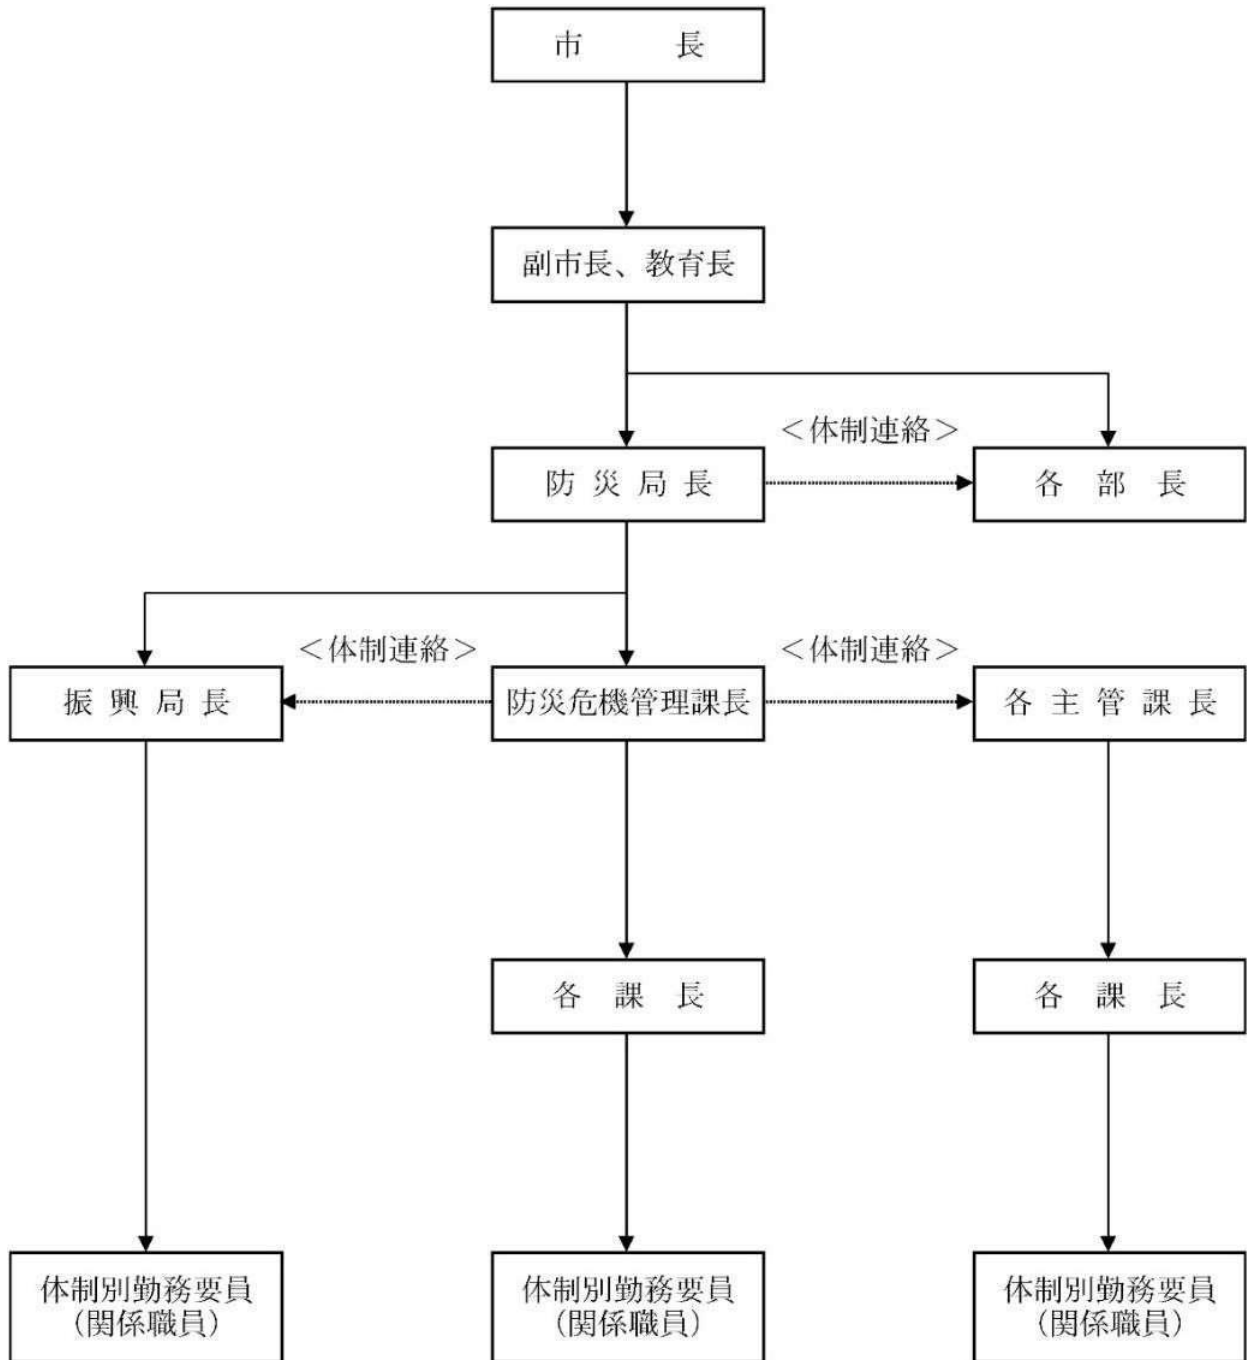 市　　　長
副市長、教育長
＜体制連絡＞
防 災 局 長
各　部　長
＜体制連絡＞
＜体制連絡＞
振 興 局 長
防災危機管理課長
各 主 管 課 長
各　課　長
各　課　長
体制別勤務要員
（関係職員）
体制別勤務要員
（関係職員）
体制別勤務要員
（関係職員）